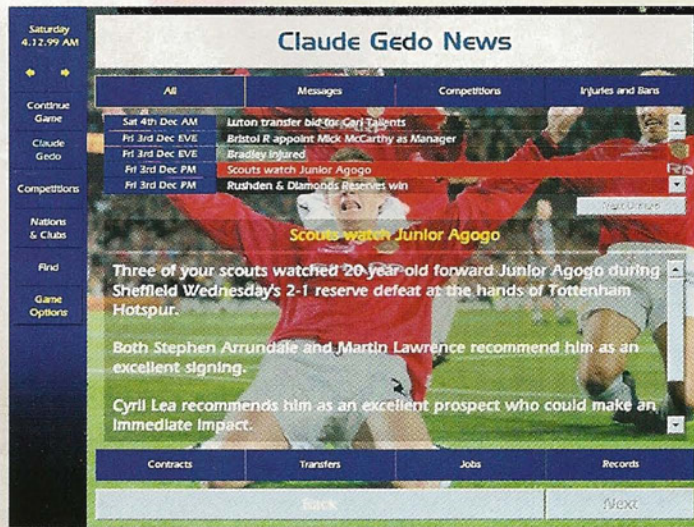 Saturday
4.12.99 AM
Continue
Game
Claude
Gedo
Competitions
Nations
& Clubs
Find
Game
Options
Claude Gedo News
All Messages Competitions Injuries and Bans
Sat 4th Dec AM Luton transfer bid for Carl Tallents
Fri 3rd Dec EVE Bristol R appoint Mick McCarthy as Manager
Fri 3rd Dec EVE Bradley injured
Fri 3rd Dec PM Scouts watch Junior Agogo
Fri 3rd Dec PM Rushden & Diamonds Reserves win
Scouts watch Junior Agogo
Three of your scouts watched 20-year old forward Junior Agogo during
Sheffield Wednesday's 2-1 reserve defeat at the hands of Tottenham
Hotspur.
Both Stephen Arrundale and Martin Lawrence recommend him as an
excellent signing.
Cyril Lea recommends him as an excellent prospect who could make an
immediate impact.
Contracts Transfers Jobs Records
Back Next